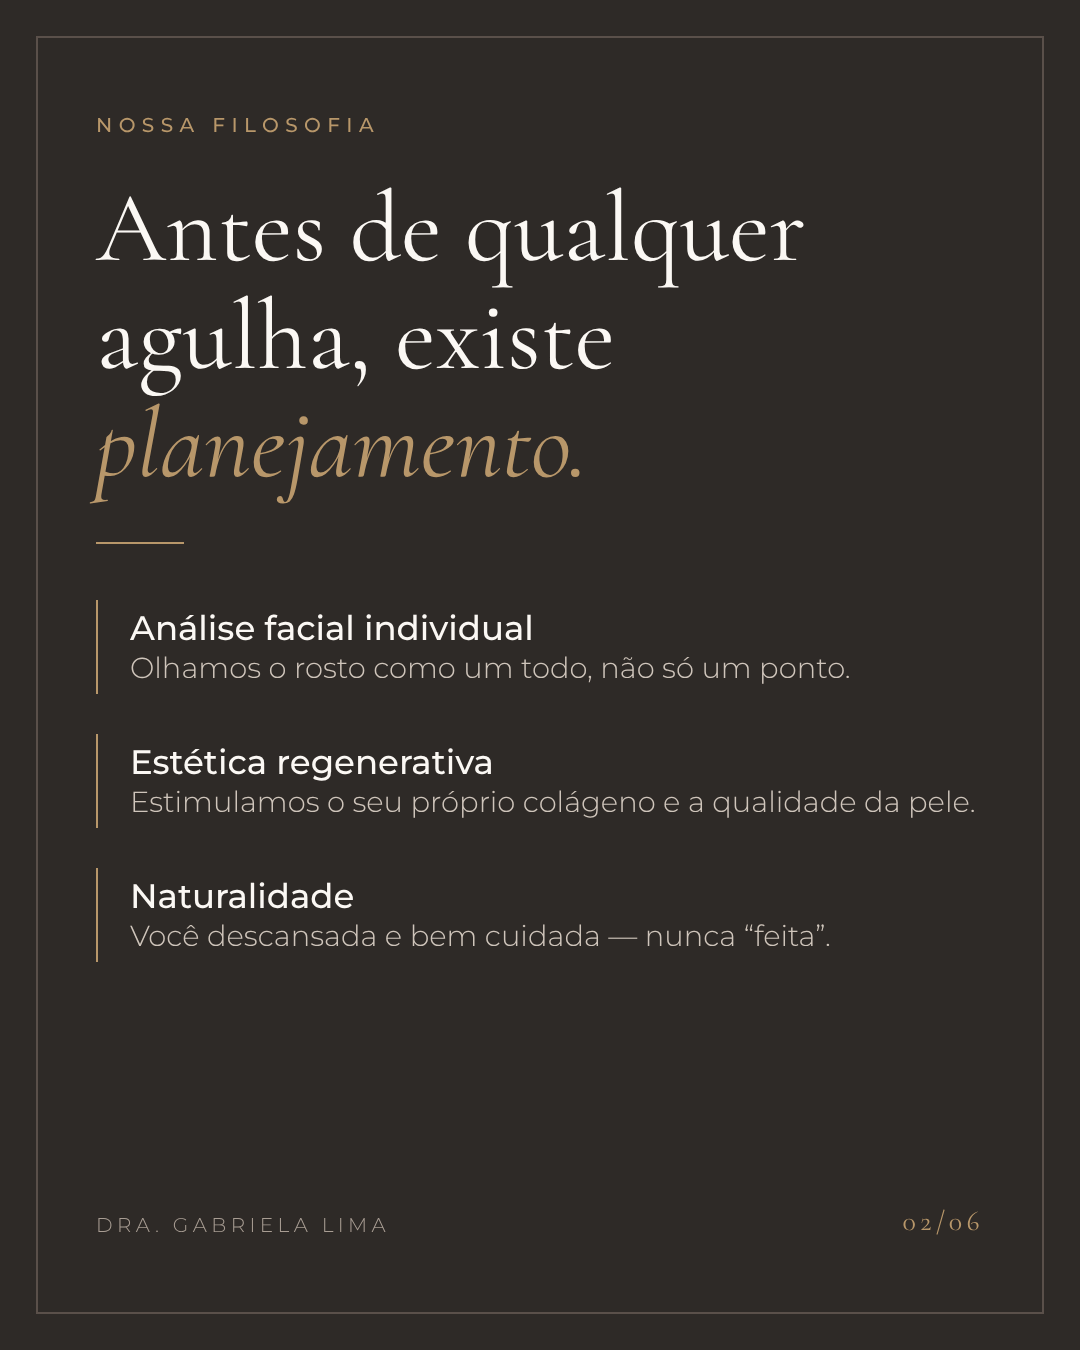 NOSSA FILOSOFIA
Antes de qualquer
agulha, existe
planejamento.
Análise facial individual
Olhamos o rosto como um todo, não só um ponto.
Estética regenerativa
Estimulamos o seu próprio colágeno e a qualidade da pele.
Naturalidade
Você descansada e bem cuidada — nunca “feita”.
DRA. GABRIELA LIMA
02/06